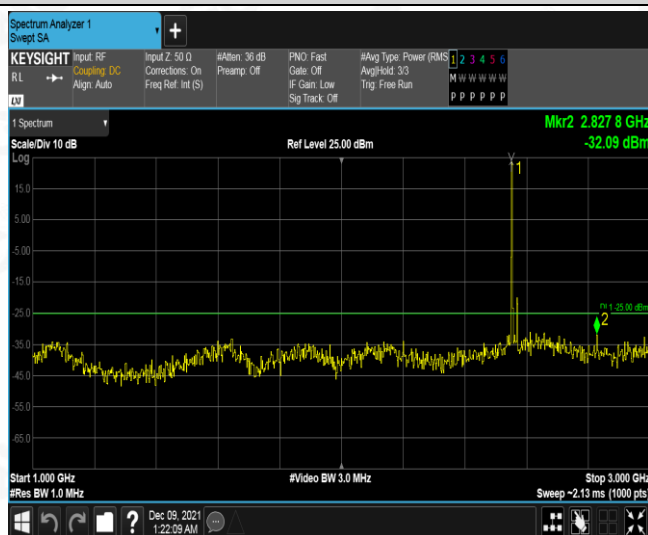 Spectrum Analyzer 1
Swept SA
+
KEYSIGHT
RL
LXI
Input: RF
Coupling: DC
Align: Auto
Input Z: 50 Ω
Corrections: On
Freq Ref: Int (S)
#Atten: 36 dB
Preamp: Off
PNO: Fast
Gate: Off
IF Gain: Low
Sig Track: Off
#Avg Type: Power (RMS
Avg|Hold: 3/3
Trig: Free Run
1 2 3 4 5 6
M W W W W W
P P P P P P
1 Spectrum
Mkr2 2.827 8 GHz
-32.09 dBm
Scale/Div 10 dB
Ref Level 25.00 dBm
Log
1
15.0
5.00
-5.00
-15.0
-25.0
DL1 -25.00 dBm
2
-35.0
-45.0
-55.0
-65.0
Start 1.000 GHz
#Video BW 3.0 MHz
Stop 3.000 GHz
#Res BW 1.0 MHz
Sweep ~2.13 ms (1000 pts)
?
Dec 09, 2021
1:22:09 AM